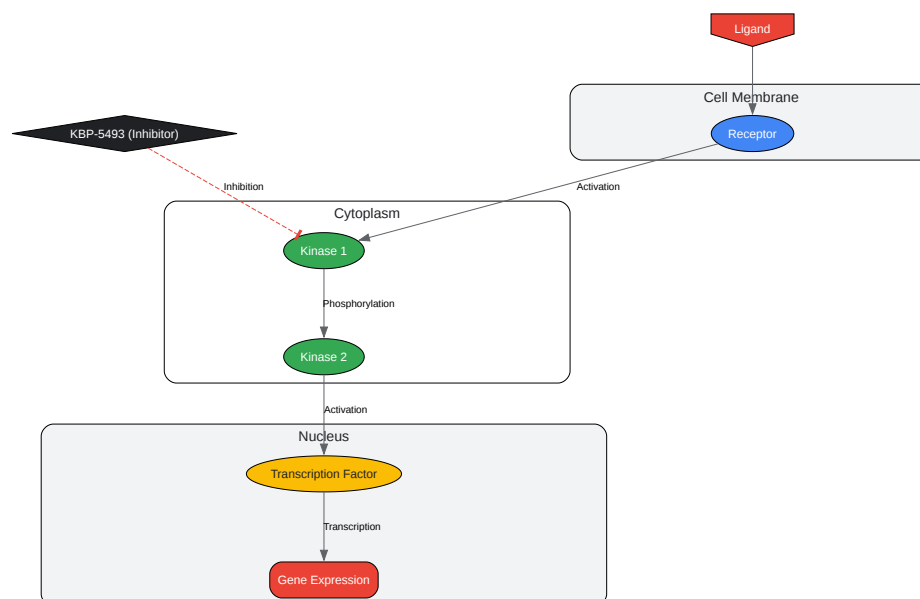 Ligand
Cell Membrane
KBP-5493 (Inhibitor)
Receptor
Inhibition
Activation
Cytoplasm
Kinase 1
Phosphorylation
Kinase 2
Activation
Nucleus
Transcription Factor
Transcription
Gene Expression